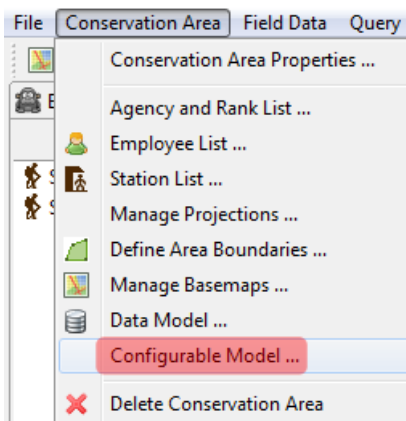 File Conservation Area Field Data Query
Conservation Area Properties ...
Agency and Rank List ...
Employee List ...
Station List ...
Manage Projections ...
Define Area Boundaries ...
Manage Basemaps ...
Data Model ...
Configurable Model ...
Delete Conservation Area